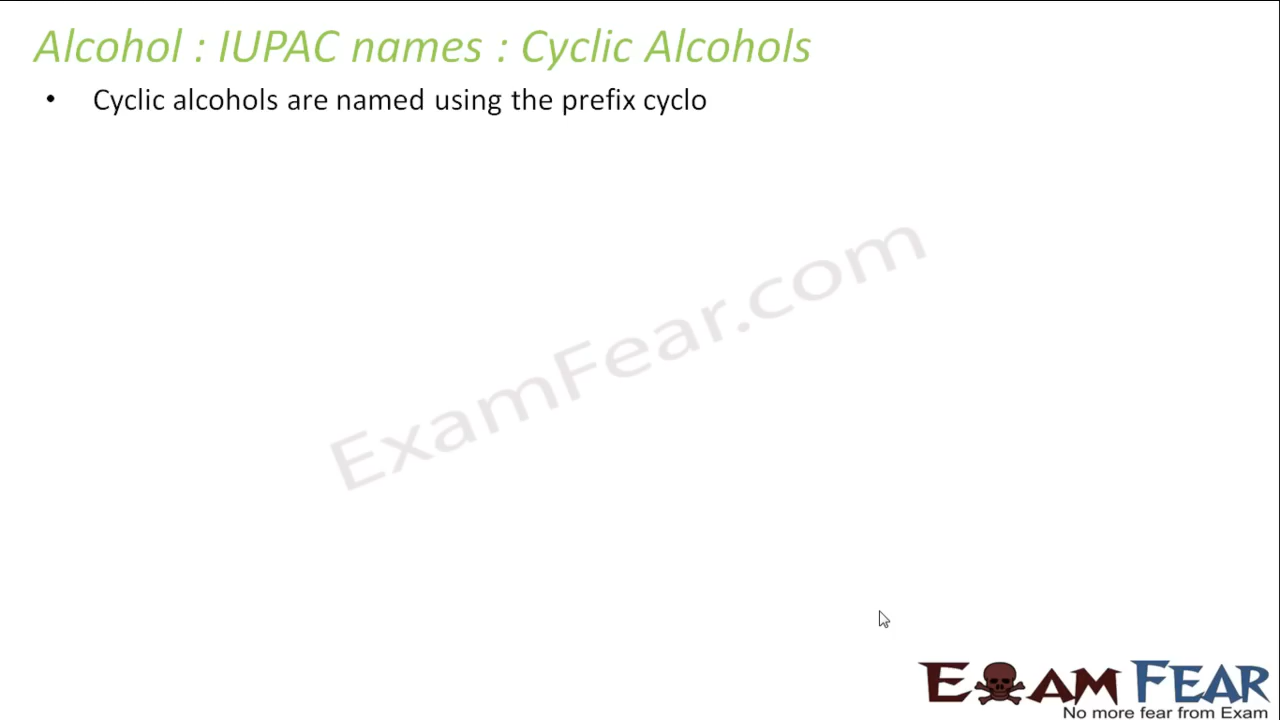 Alcohol : IUPAC names : Cyclic Alcohols
• Cyclic alcohols are named using the prefix cyclo
ExamFear.com
EXAM FEAR
No more fear from Exam